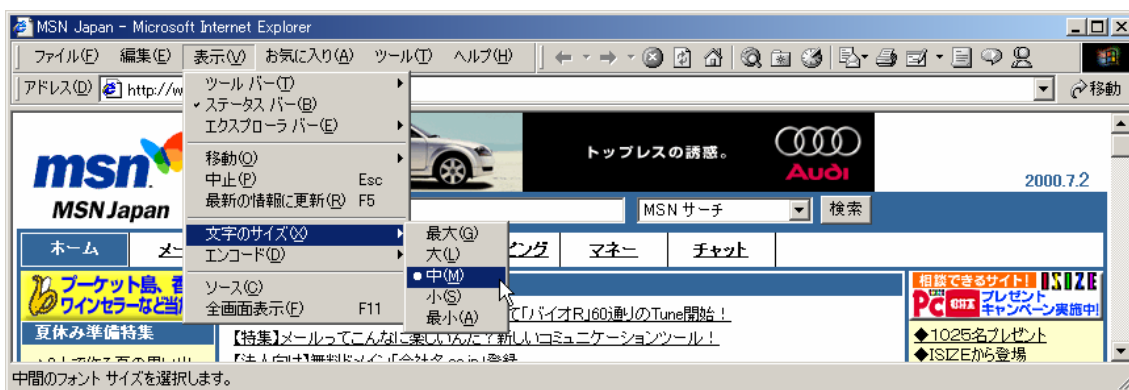 MSN Japan - Microsoft Internet Explorer
ファイル(F) 編集(E) 表示(V) お気に入り(A) ツール(T) ヘルプ(H)
アドレス(D) http://w 移動
ツール バー(T)
ステータス バー(B)
エクスプローラ バー(E)
移動(O)
中止(P) Esc
最新の情報に更新(R) F5
文字のサイズ(X)
エンコード(D)
ソース(C)
全画面表示(F) F11
最大(G)
大(L)
中(M)
小(S)
最小(A)
msn
MSN Japan
トップレスの誘惑。
Audi
2000.7.2
MSN サーチ 検索
ホーム メー ピング マネー チャット
プーケット島、
ワインセラーなど当
夏休み準備特集
て「バイオR」60通りのTune開始!
【特集】メールってこんなに楽しいんだ?新しいコミュニケーションツール!
相談できるサイト! ISIZE
PC プレゼント
キャンペーン実施中!
◆1025名プレゼント
◆ISIZEから登場
中間のフォント サイズを選択します。